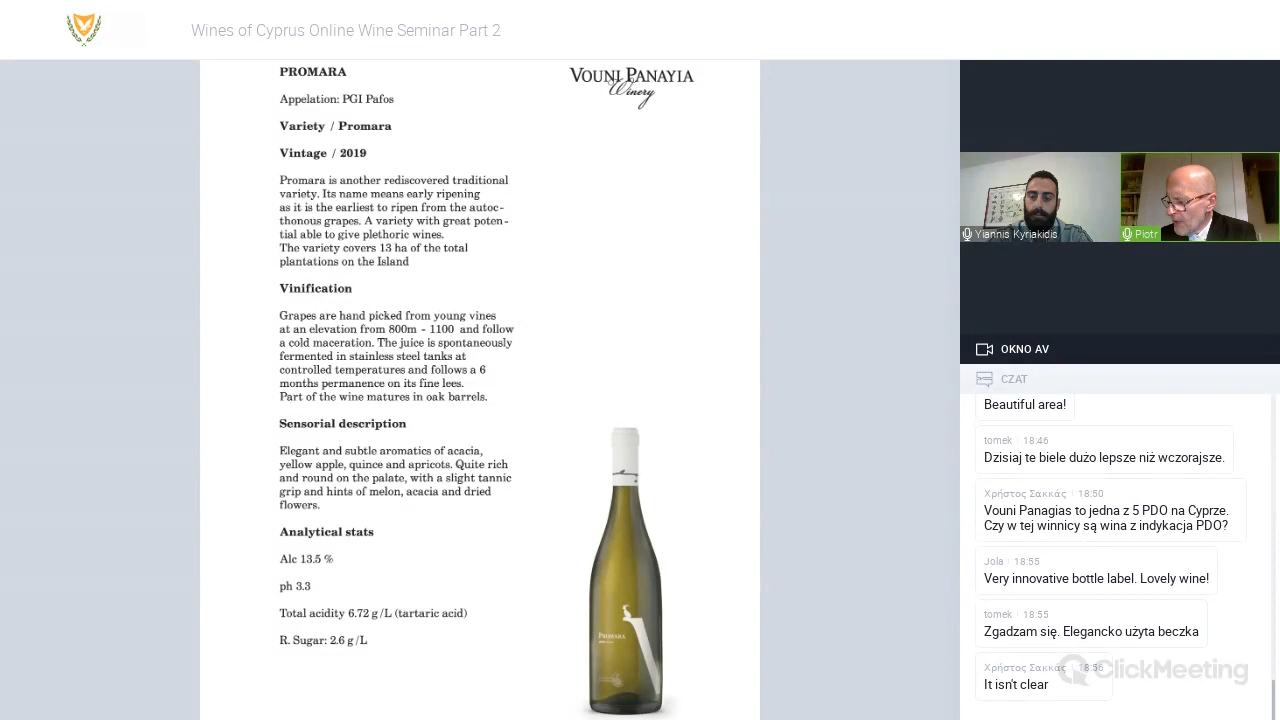 Wines of Cyprus Online Wine Seminar Part 2
PROMARA
Appelation: PGI Pafos
Variety / Promara
Vintage / 2019
Promara is another rediscovered traditional
variety. Its name means early ripening
as it is the earliest to ripen from the autoc-
thonous grapes. A variety with great poten-
tial able to give plethoric wines.
The variety covers 13 ha of the total
plantations on the Island
Vinification
Grapes are hand picked from young vines
at an elevation from 800m - 1100 and follow
a cold maceration. The juice is spontaneously
fermented in stainless steel tanks at
controlled temperatures and follows a 6
months permanence on its fine lees.
Part of the wine matures in oak barrels.
Sensorial description
Elegant and subtle aromatics of acacia,
yellow apple, quince and apricots. Quite rich
and round on the palate, with a slight tannic
grip and hints of melon, acacia and dried
flowers.
Analytical stats
Alc 13.5 %
ph 3.3
Total acidity 6.72 g/L (tartaric acid)
R. Sugar: 2.6 g/L
VOUNI PANAYIA
Winery
PROMARA
Yiannis Kyriakidis
Piotr
OKNO AV
CZAT
Beautiful area!
tomek 18:46
Dzisiaj te biele dużo lepsze niż wczorajsze.
Χρήστος Σακκάς 18:50
Vouni Panagias to jedna z 5 PDO na Cyprze.
Czy w tej winnicy są wina z indykacja PDO?
Jola 18:55
Very innovative bottle label. Lovely wine!
tomek 18:55
Zgadzam się. Elegancko użyta beczka
Χρήστος Σακκάς 18:56
It isn't clear
ClickMeeting